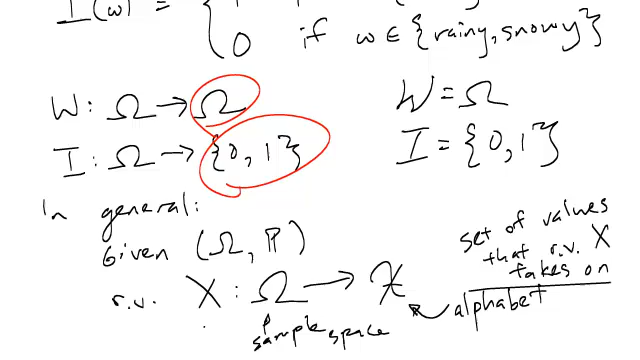 I(ω) =
0 if ω ∈ {rainy, snowy}
W: Ω → Ω
W = Ω
I: Ω → {0, 1}
I = {0, 1}
In general:
Given (Ω, ℙ)
r.v. X: Ω → 𝒳
sample space
set of values
that r.v. X
takes on
alphabet